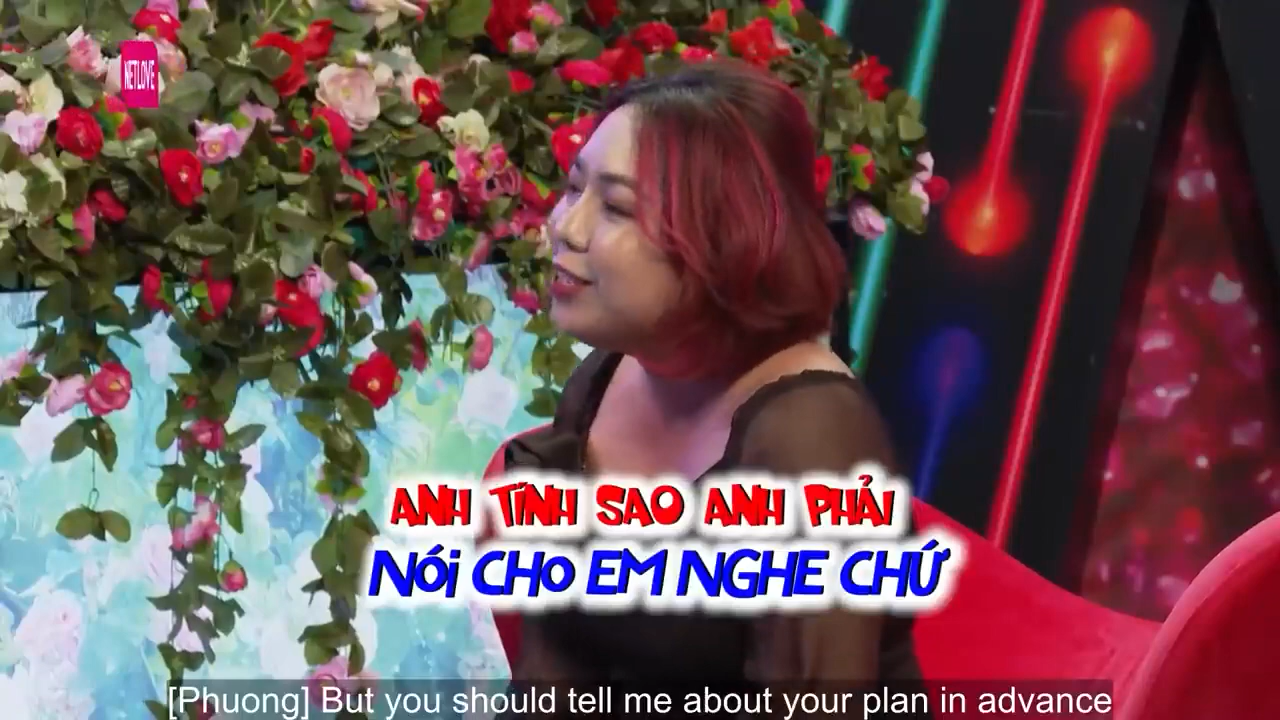 NETLOVE
ANH TÍNH SAO ANH PHẢI
NÓI CHO EM NGHE CHỨ
[Phuong] But you should tell me about your plan in advance